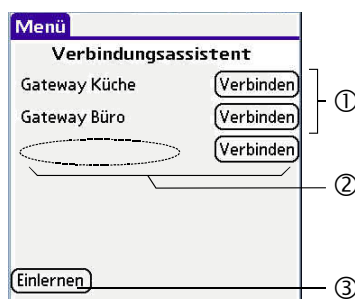 Menü
Verbindungsassistent
Gateway Küche Verbinden ①
Gateway Büro Verbinden
Verbinden
②
Einlernen ③